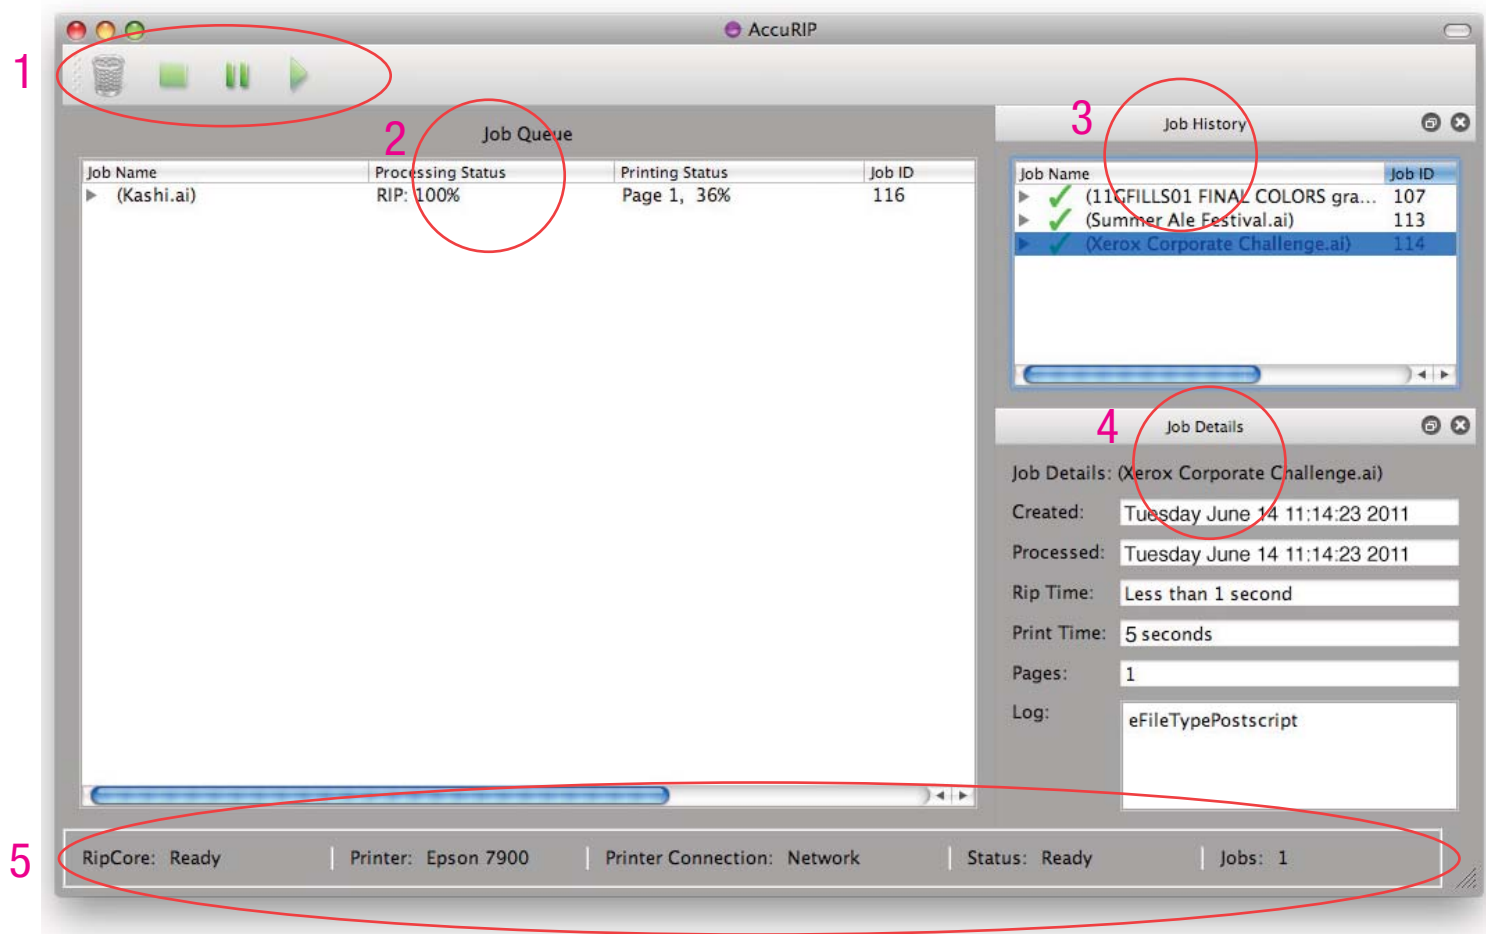 AccuRIP
1
2
Job Queue
Job Name Processing Status Printing Status Job ID
(Kashi.ai) RIP: 100% Page 1, 36% 116
3
Job History
Job Name Job ID
(11GFILLS01 FINAL COLORS gra... 107
(Summer Ale Festival.ai) 113
(Xerox Corporate Challenge.ai) 114
4
Job Details
Job Details: (Xerox Corporate Challenge.ai)
Created: Tuesday June 14 11:14:23 2011
Processed: Tuesday June 14 11:14:23 2011
Rip Time: Less than 1 second
Print Time: 5 seconds
Pages: 1
Log: eFileTypePostscript
5
RipCore: Ready Printer: Epson 7900 Printer Connection: Network Status: Ready Jobs: 1